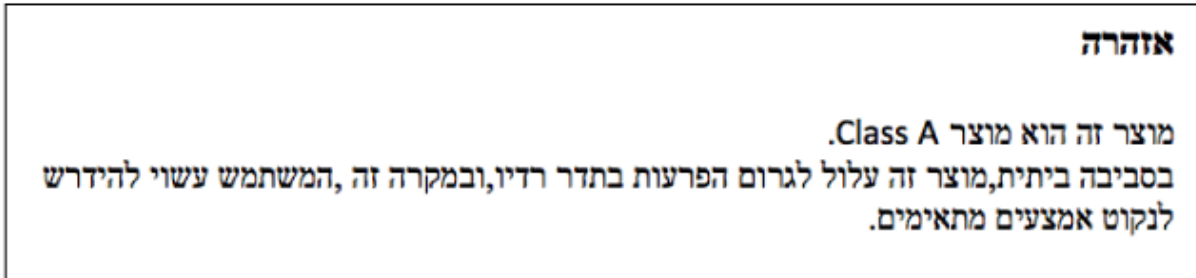 אזהרה
מוצר זה הוא מוצר Class A.
בסביבה ביתית,מוצר זה עלול לגרום הפרעות בתדר רדיו,ובמקרה זה ,המשתמש עשוי להידרש
לנקוט אמצעים מתאימים.